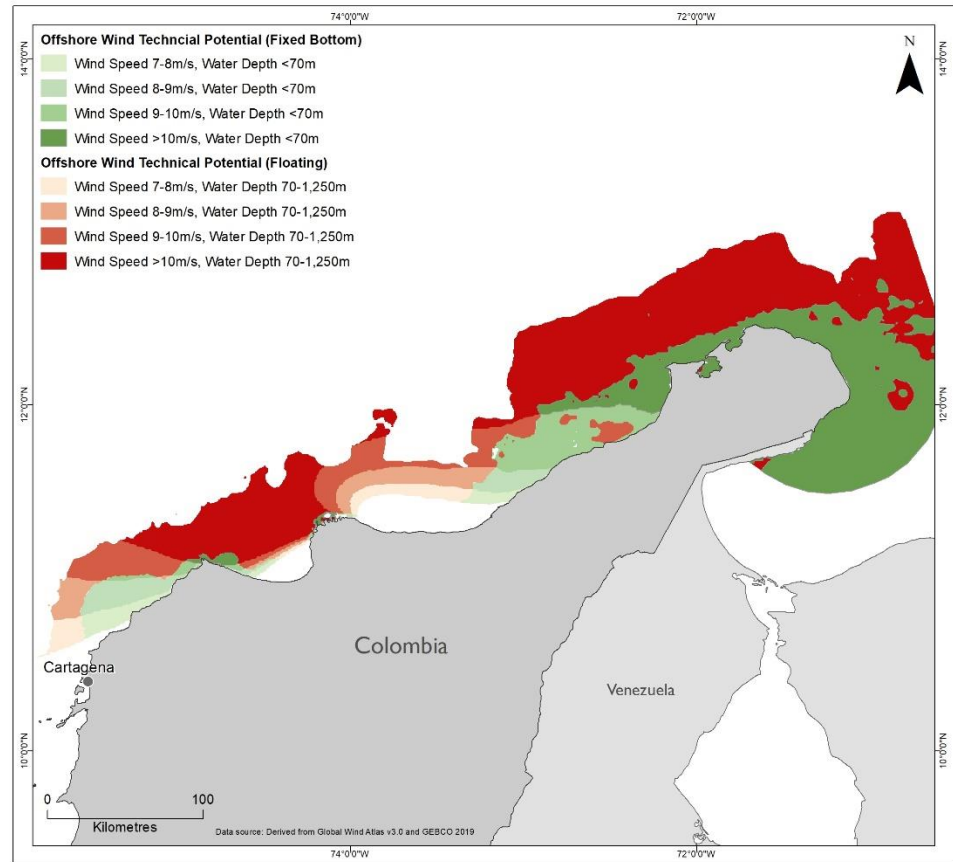 74°0'0"W
72°0'0"W
Offshore Wind Techncial Potential (Fixed Bottom)
Wind Speed 7-8m/s, Water Depth <70m
Wind Speed 8-9m/s, Water Depth <70m
Wind Speed 9-10m/s, Water Depth <70m
Wind Speed >10m/s, Water Depth <70m
Offshore Wind Technical Potential (Floating)
Wind Speed 7-8m/s, Water Depth 70-1,250m
Wind Speed 8-9m/s, Water Depth 70-1,250m
Wind Speed 9-10m/s, Water Depth 70-1,250m
Wind Speed >10m/s, Water Depth 70-1,250m
N
14°0'0"N
14°0'0"N
12°0'0"N
12°0'0"N
Colombia
Cartagena
Venezuela
10°0'0"N
10°0'0"N
0 100
Kilometres
Data source: Derived from Global Wind Atlas v3.0 and GEBCO 2019
74°0'0"W
72°0'0"W